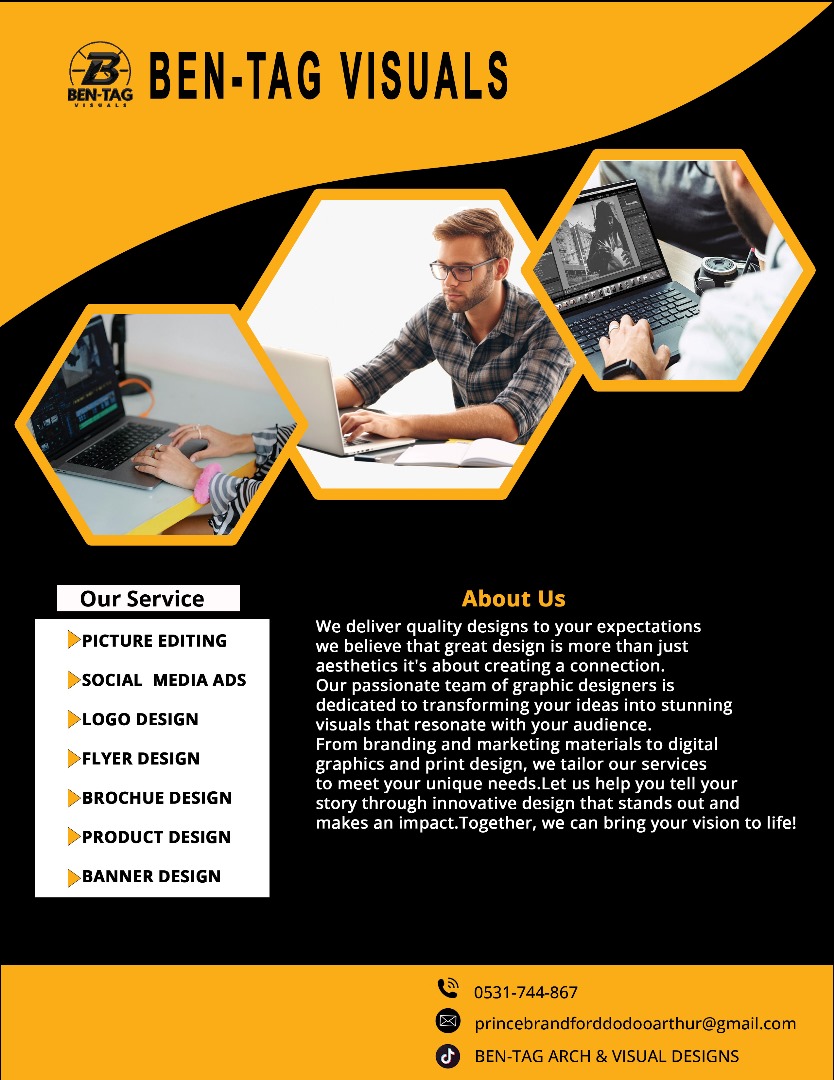 BEN-TAG
VISUALS
BEN-TAG VISUALS
Our Service
PICTURE EDITING
SOCIAL MEDIA ADS
LOGO DESIGN
FLYER DESIGN
BROCHUE DESIGN
PRODUCT DESIGN
BANNER DESIGN
About Us
We deliver quality designs to your expectations
we believe that great design is more than just
aesthetics it's about creating a connection.
Our passionate team of graphic designers is
dedicated to transforming your ideas into stunning
visuals that resonate with your audience.
From branding and marketing materials to digital
graphics and print design, we tailor our services
to meet your unique needs.Let us help you tell your
story through innovative design that stands out and
makes an impact.Together, we can bring your vision to life!
0531-744-867
princebrandforddodooarthur@gmail.com
BEN-TAG ARCH & VISUAL DESIGNS